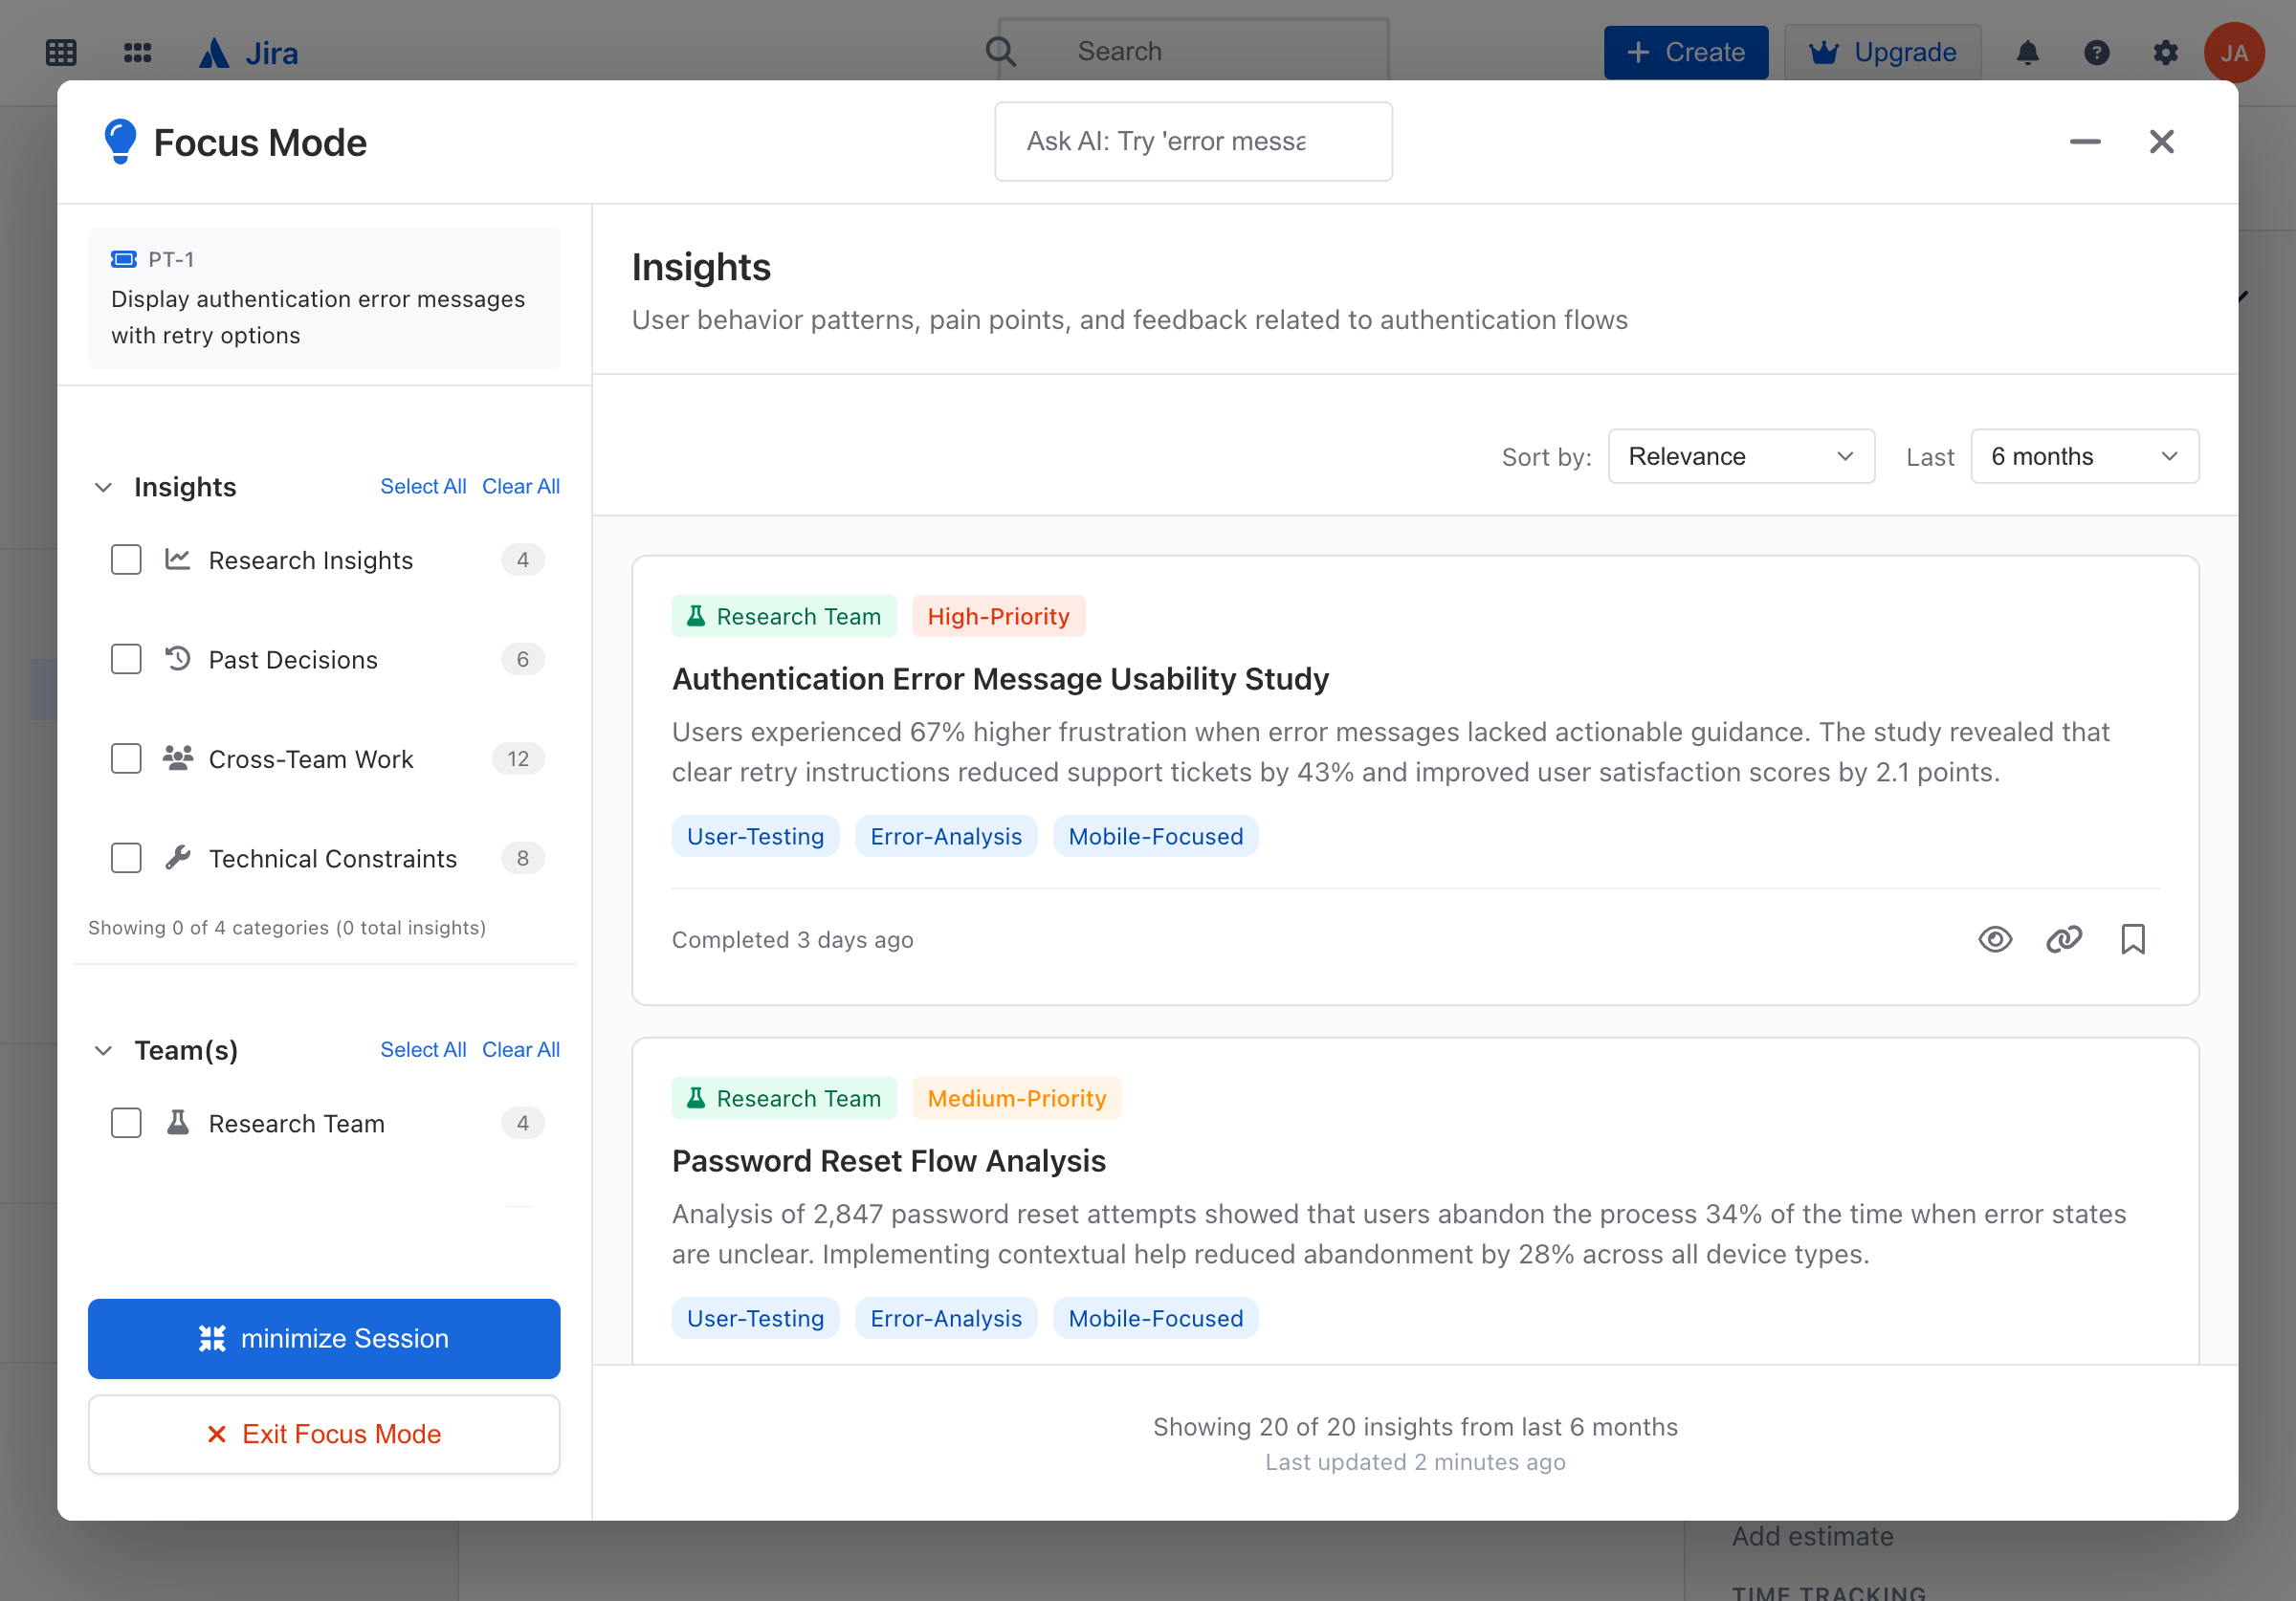 Jira
Search
Create
Upgrade
JA
Focus Mode
Ask AI: Try 'error messa
PT-1
Display authentication error messages
with retry options
Insights
Select All
Clear All
Research Insights
4
Past Decisions
6
Cross-Team Work
12
Technical Constraints
8
Showing 0 of 4 categories (0 total insights)
Team(s)
Select All
Clear All
Research Team
4
minimize Session
Exit Focus Mode
Insights
User behavior patterns, pain points, and feedback related to authentication flows
Sort by:
Relevance
Last
6 months
Research Team
High-Priority
Authentication Error Message Usability Study
Users experienced 67% higher frustration when error messages lacked actionable guidance. The study revealed that
clear retry instructions reduced support tickets by 43% and improved user satisfaction scores by 2.1 points.
User-Testing
Error-Analysis
Mobile-Focused
Completed 3 days ago
Research Team
Medium-Priority
Password Reset Flow Analysis
Analysis of 2,847 password reset attempts showed that users abandon the process 34% of the time when error states
are unclear. Implementing contextual help reduced abandonment by 28% across all device types.
User-Testing
Error-Analysis
Mobile-Focused
Showing 20 of 20 insights from last 6 months
Last updated 2 minutes ago
Add estimate
TIME TRACKING